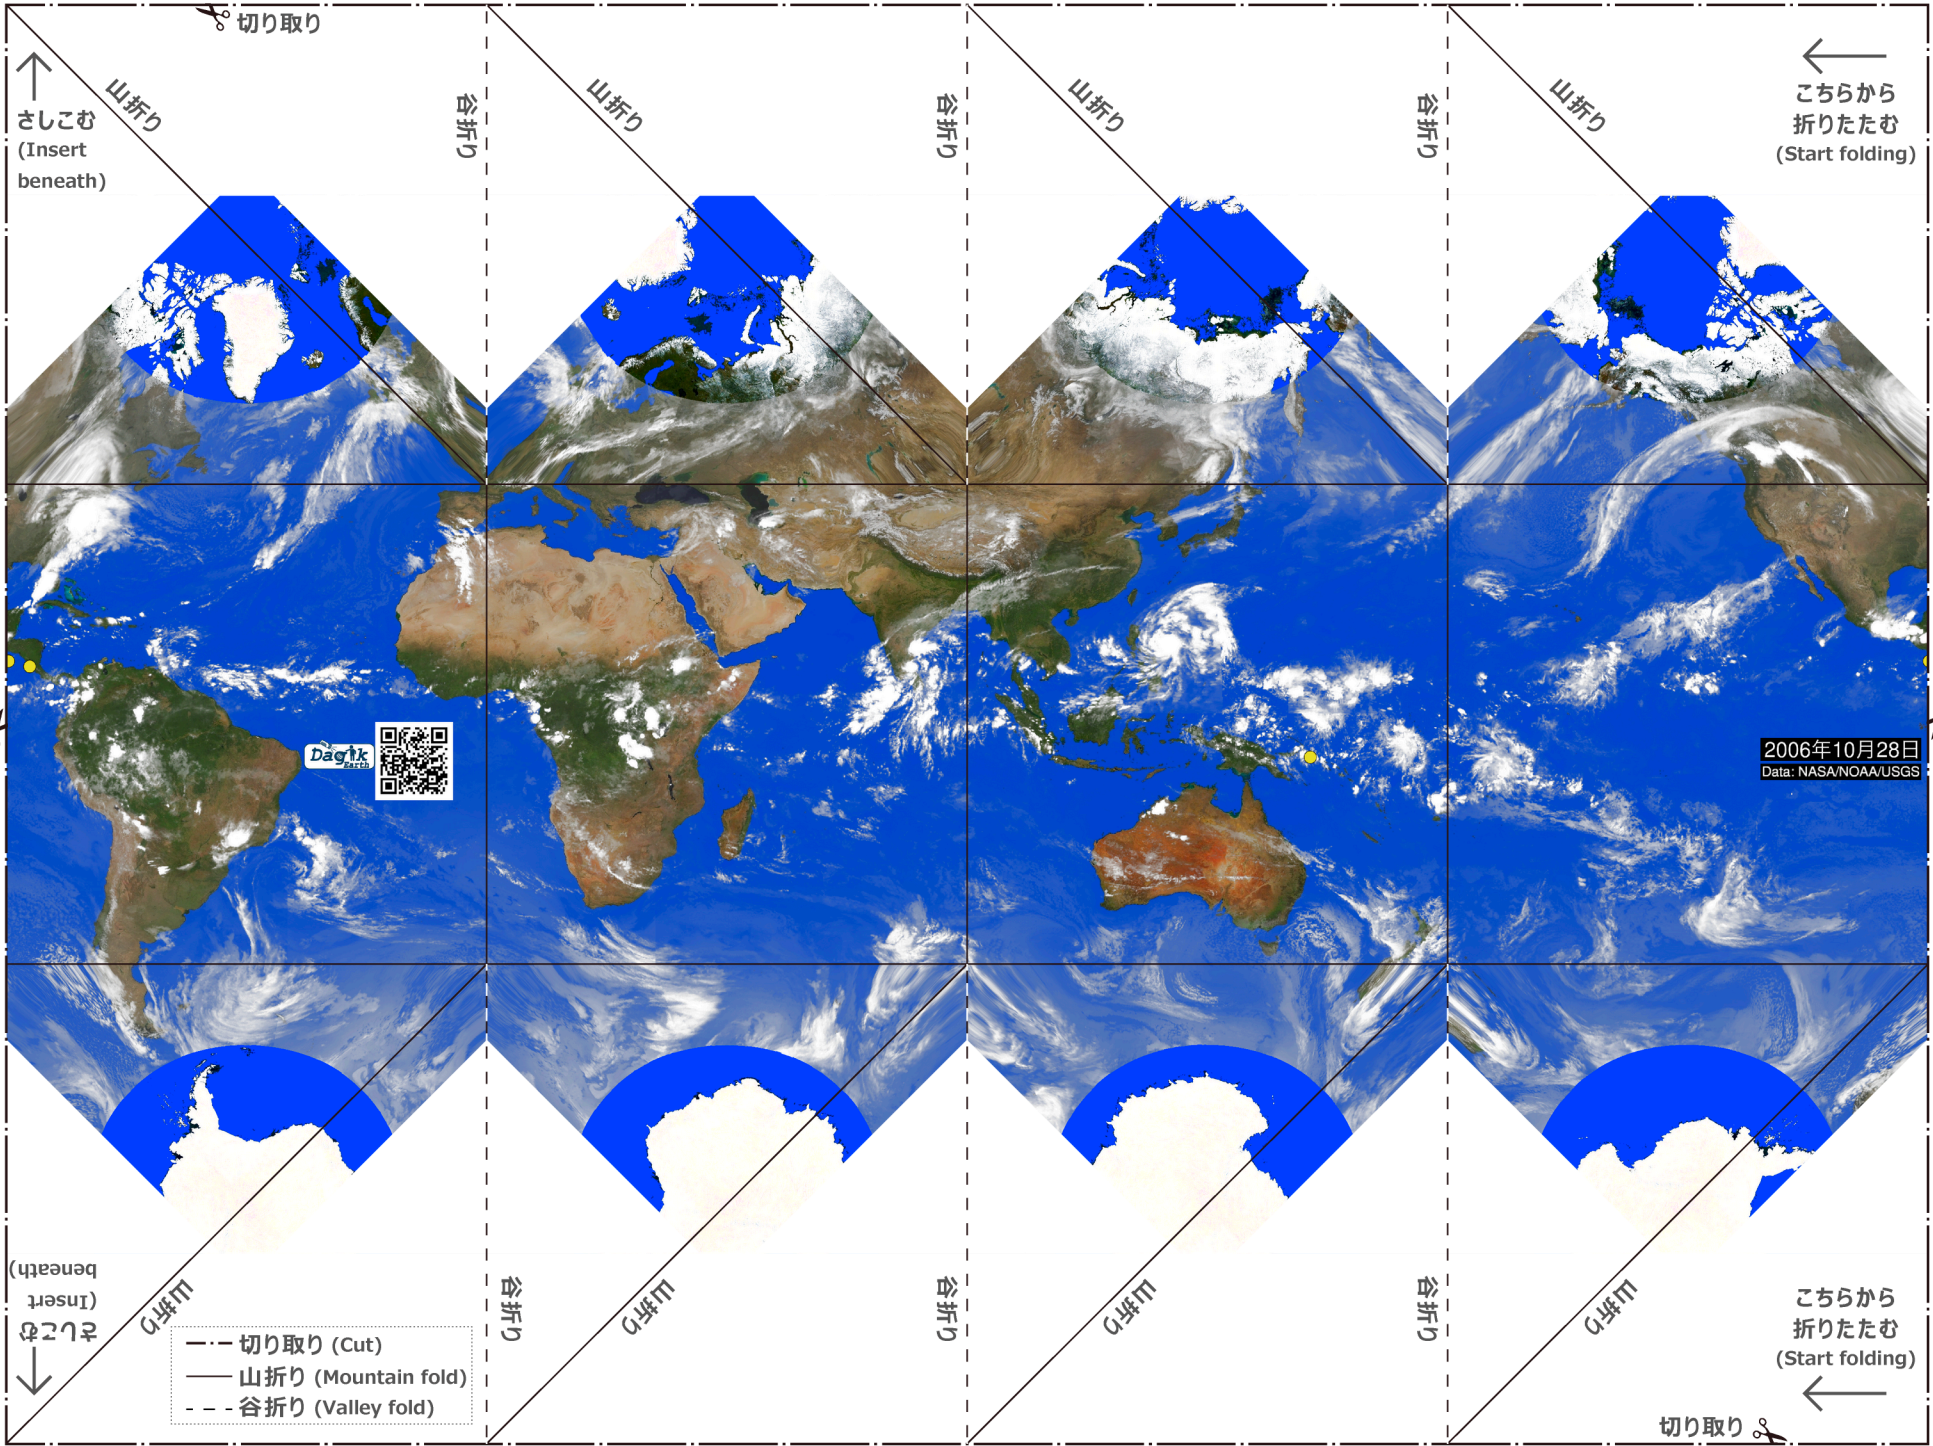 切り取り
山折り
谷折り
山折り
谷折り
山折り
谷折り
山折り
さしこむ
(Insert
beneath)
こちらから
折りたたむ
(Start folding)
Dagik
Earth
2006年10月28日
Data: NASA/NOAA/USGS
さしこむ
(Insert
beneath)
山折り
谷折り
山折り
谷折り
山折り
谷折り
山折り
こちらから
折りたたむ
(Start folding)
切り取り (Cut)
山折り (Mountain fold)
谷折り (Valley fold)
切り取り